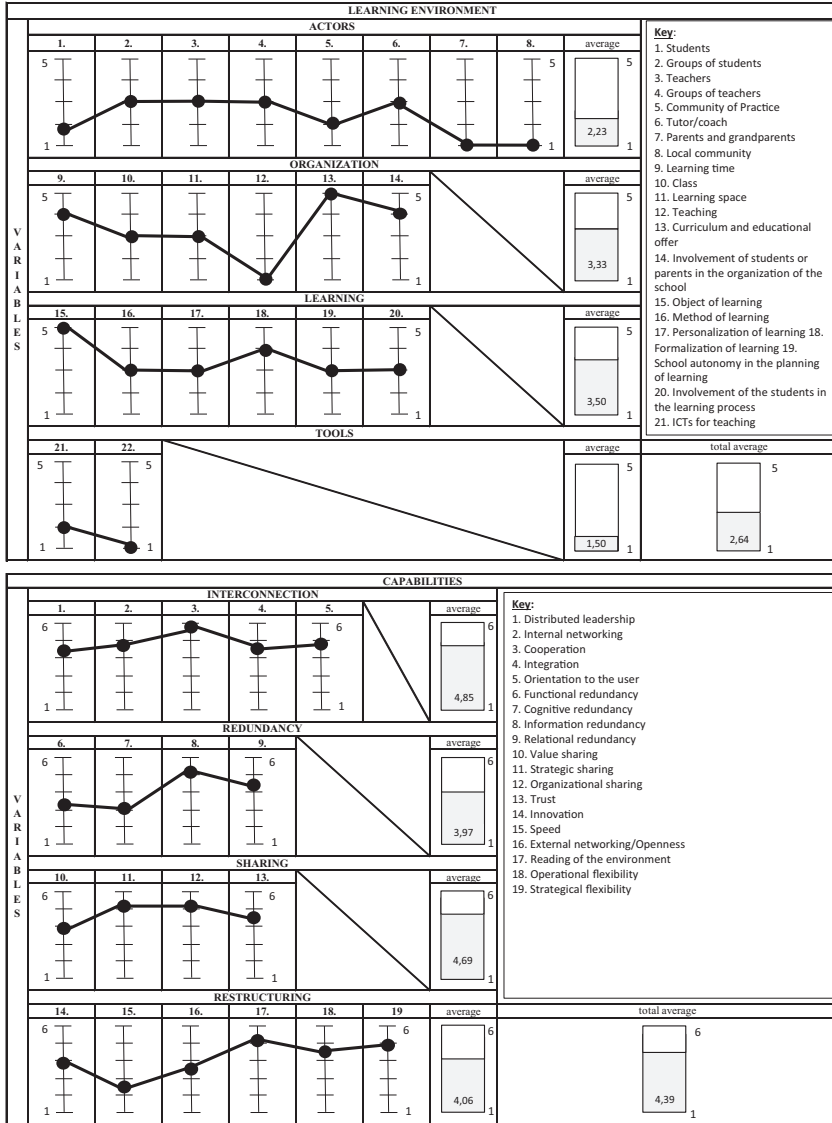 LEARNING ENVIRONMENT
ACTORS
1. 2. 3. 4. 5. 6. 7. 8. average
5 5 5
1 1 1
2,23
ORGANIZATION
9. 10. 11. 12. 13. 14. average
5 5 5
1 1 1
3,33
LEARNING
15. 16. 17. 18. 19. 20. average
5 5 5
1 1 1
3,50
TOOLS
21. 22. average total average
5 5 5 5
1 1 1 1
1,50 2,64
VARIABLES
Key:
1. Students
2. Groups of students
3. Teachers
4. Groups of teachers
5. Community of Practice
6. Tutor/coach
7. Parents and grandparents
8. Local community
9. Learning time
10. Class
11. Learning space
12. Teaching
13. Curriculum and educational
offer
14. Involvement of students or
parents in the organization of the
school
15. Object of learning
16. Method of learning
17. Personalization of learning 18.
Formalization of learning 19.
School autonomy in the planning
of learning
20. Involvement of the students in
the learning process
21. ICTs for teaching
CAPABILITIES
INTERCONNECTION
1. 2. 3. 4. 5. average
6 6 6
1 1 1
4,85
REDUNDANCY
6. 7. 8. 9. average
6 6 6
1 1 1
3,97
SHARING
10. 11. 12. 13. average
6 6 6
1 1 1
4,69
RESTRUCTURING
14. 15. 16. 17. 18. 19 average total average
6 6 6 6
1 1 1 1
4,06 4,39
VARIABLES
Key:
1. Distributed leadership
2. Internal networking
3. Cooperation
4. Integration
5. Orientation to the user
6. Functional redundancy
7. Cognitive redundancy
8. Information redundancy
9. Relational redundancy
10. Value sharing
11. Strategic sharing
12. Organizational sharing
13. Trust
14. Innovation
15. Speed
16. External networking/Openness
17. Reading of the environment
18. Operational flexibility
19. Strategical flexibility